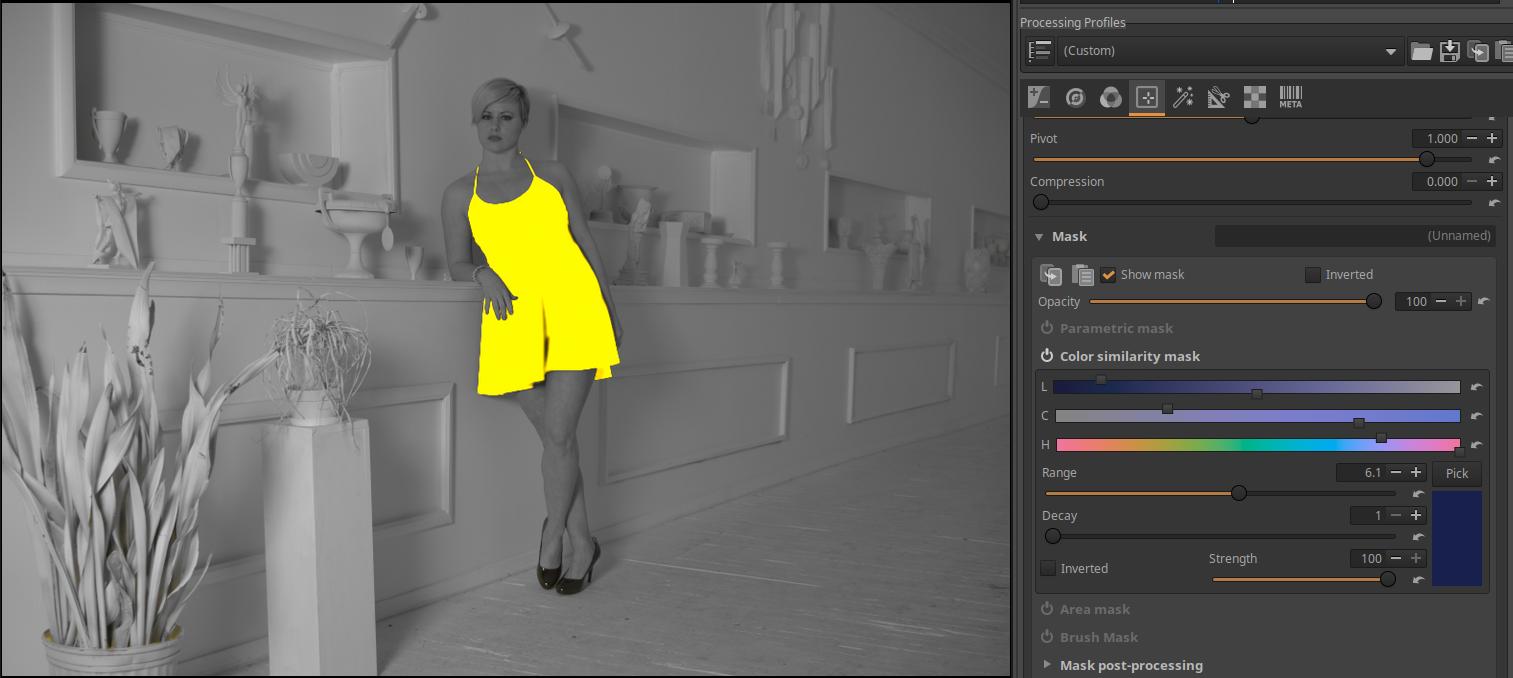 Processing Profiles
(Custom)
META
Pivot
1.000
Compression
0.000
Mask
(Unnamed)
Show mask
Inverted
Opacity
100
Parametric mask
Color similarity mask
L
C
H
Range
6.1
Pick
Decay
1
Strength
100
Inverted
Area mask
Brush Mask
Mask post-processing